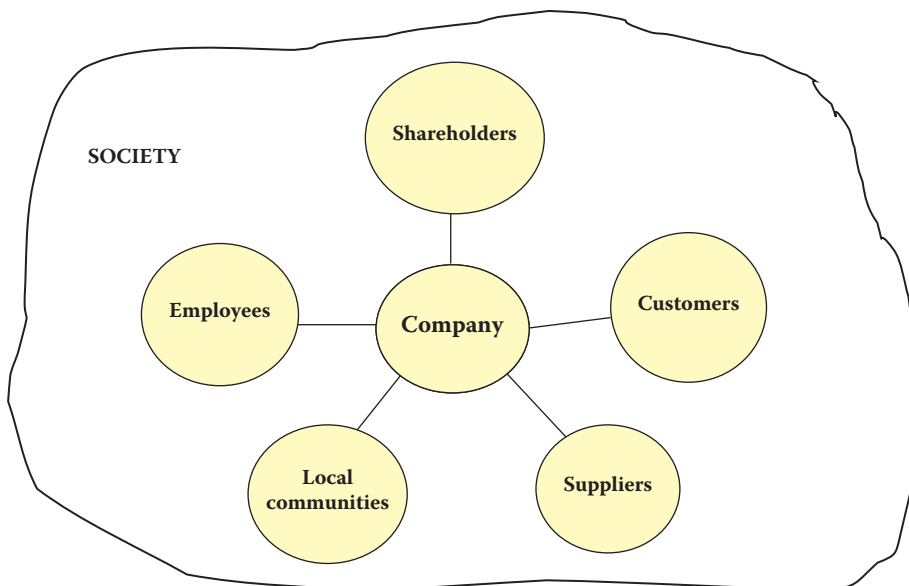 Shareholders
SOCIETY
Employees
Company
Customers
Local
communities
Suppliers